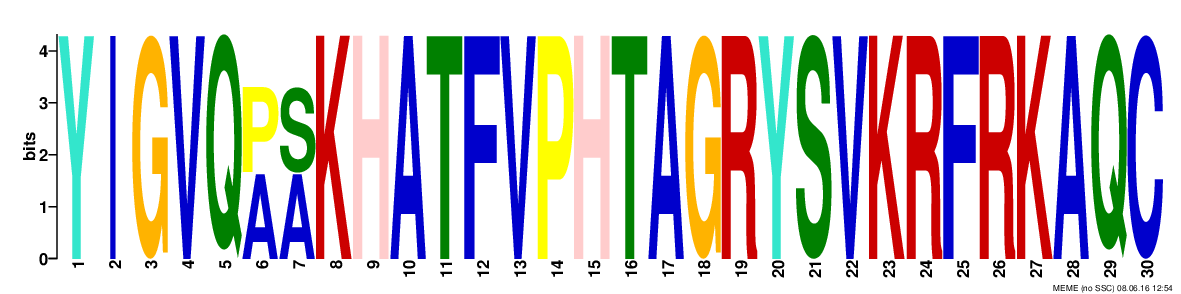 bits
4
3
2
1
0
YIGVQPSKHATFVPHTAGRYSVKRFRKAQC
AA
1 2 3 4 5 6 7 8 9 10 11 12 13 14 15 16 17 18 19 20 21 22 23 24 25 26 27 28 29 30
MEME (no SSC) 08.06.16 12:54